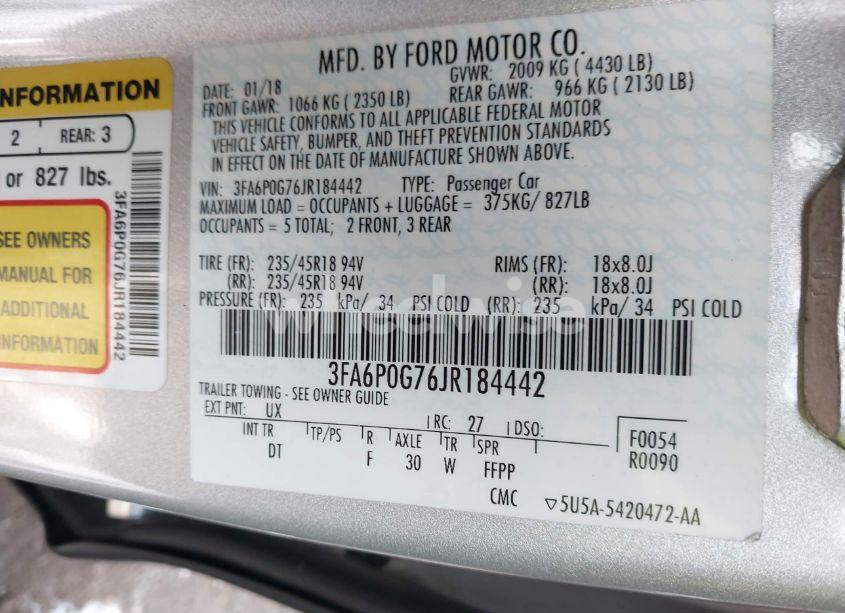 NFORMATION
2 REAR: 3
or 827 lbs.
SEE OWNERS
MANUAL FOR
ADDITIONAL
INFORMATION
3FA6P0G76JR184442
MFD. BY FORD MOTOR CO.
DATE: 01/18 GVWR: 2009 KG ( 4430 LB)
FRONT GAWR: 1066 KG ( 2350 LB) REAR GAWR: 966 KG ( 2130 LB)
THIS VEHICLE CONFORMS TO ALL APPLICABLE FEDERAL MOTOR
VEHICLE SAFETY, BUMPER, AND THEFT PREVENTION STANDARDS
IN EFFECT ON THE DATE OF MANUFACTURE SHOWN ABOVE.
VIN: 3FA6P0G76JR184442 TYPE: Passenger Car
MAXIMUM LOAD = OCCUPANTS + LUGGAGE = 375KG/ 827LB
OCCUPANTS = 5 TOTAL; 2 FRONT, 3 REAR
TIRE (FR): 235/45R18 94V RIMS (FR): 18x8.0J
(RR): 235/45R18 94V (RR): 18x8.0J
PRESSURE (FR): 235 kPa/ 34 PSI COLD (RR): 235 kPa/ 34 PSI COLD
wheelwise
3FA6P0G76JR184442
TRAILER TOWING - SEE OWNER GUIDE
EXT PNT: UX RC: 27 DSO:
INT TR TP/PS R AXLE TR SPR
DT F 30 W FFPP
F0054
R0090
CMC ▽5U5A-5420472-AA